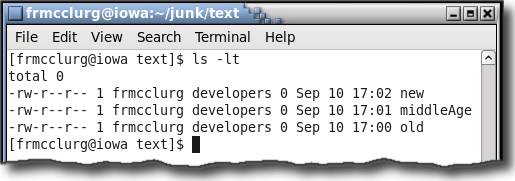 frmcclurg@iowa:~/junk/text
File Edit View Search Terminal Help
[frmcclurg@iowa text]$ ls -lt
total 0
-rw-r--r-- 1 frmcclurg developers 0 Sep 10 17:02 new
-rw-r--r-- 1 frmcclurg developers 0 Sep 10 17:01 middleAge
-rw-r--r-- 1 frmcclurg developers 0 Sep 10 17:00 old
[frmcclurg@iowa text]$